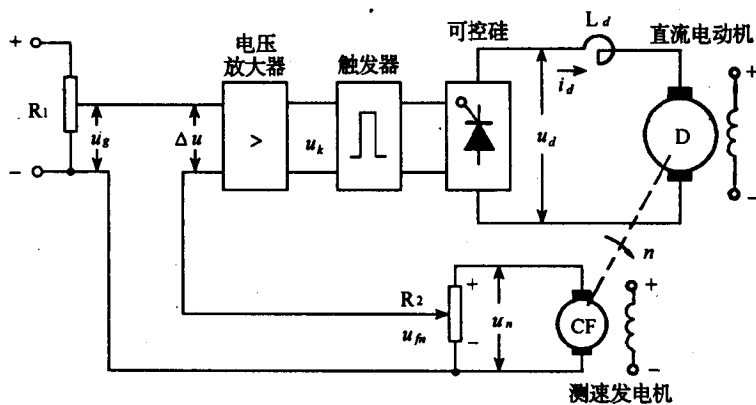 可控硅
L d
直流电动机
电压
放大器
触发器
+
R1
u_g
Δu
>
u_k
i_d
u_d
D
+
−
−
n
R2
u_fn
+
−
u_n
CF
+
−
测速发电机